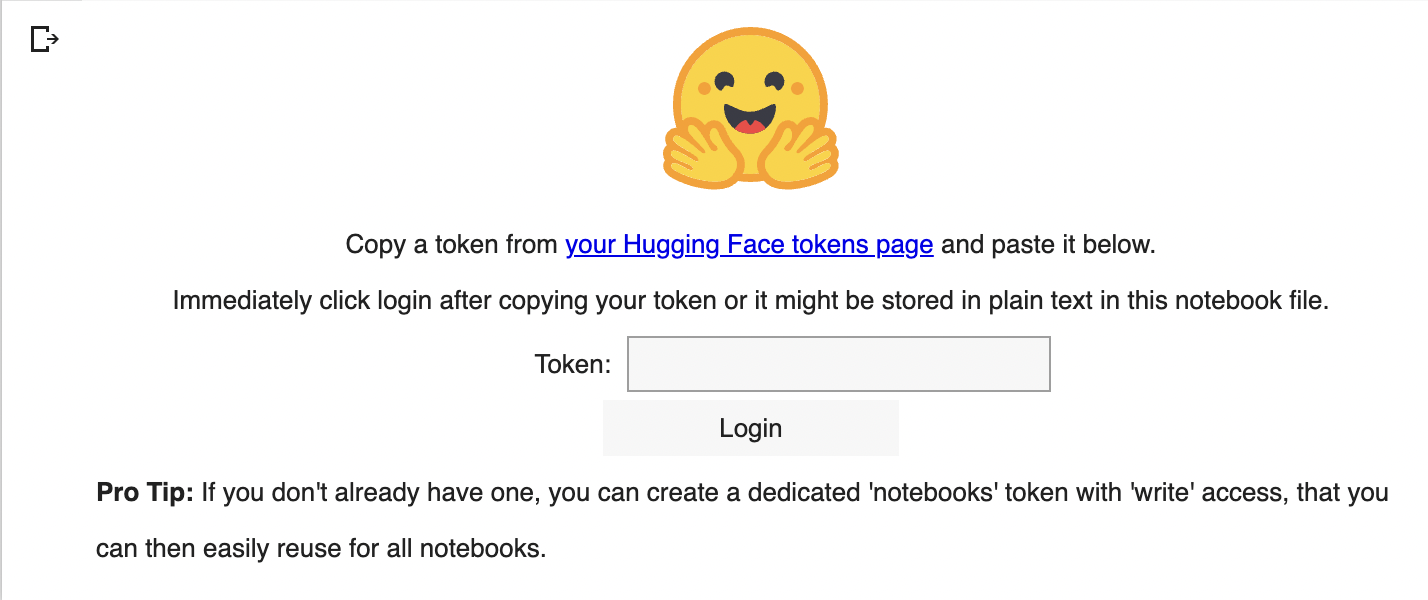 Copy a token from your Hugging Face tokens page and paste it below.
Immediately click login after copying your token or it might be stored in plain text in this notebook file.
Token:
Login
Pro Tip: If you don't already have one, you can create a dedicated 'notebooks' token with 'write' access, that you
can then easily reuse for all notebooks.